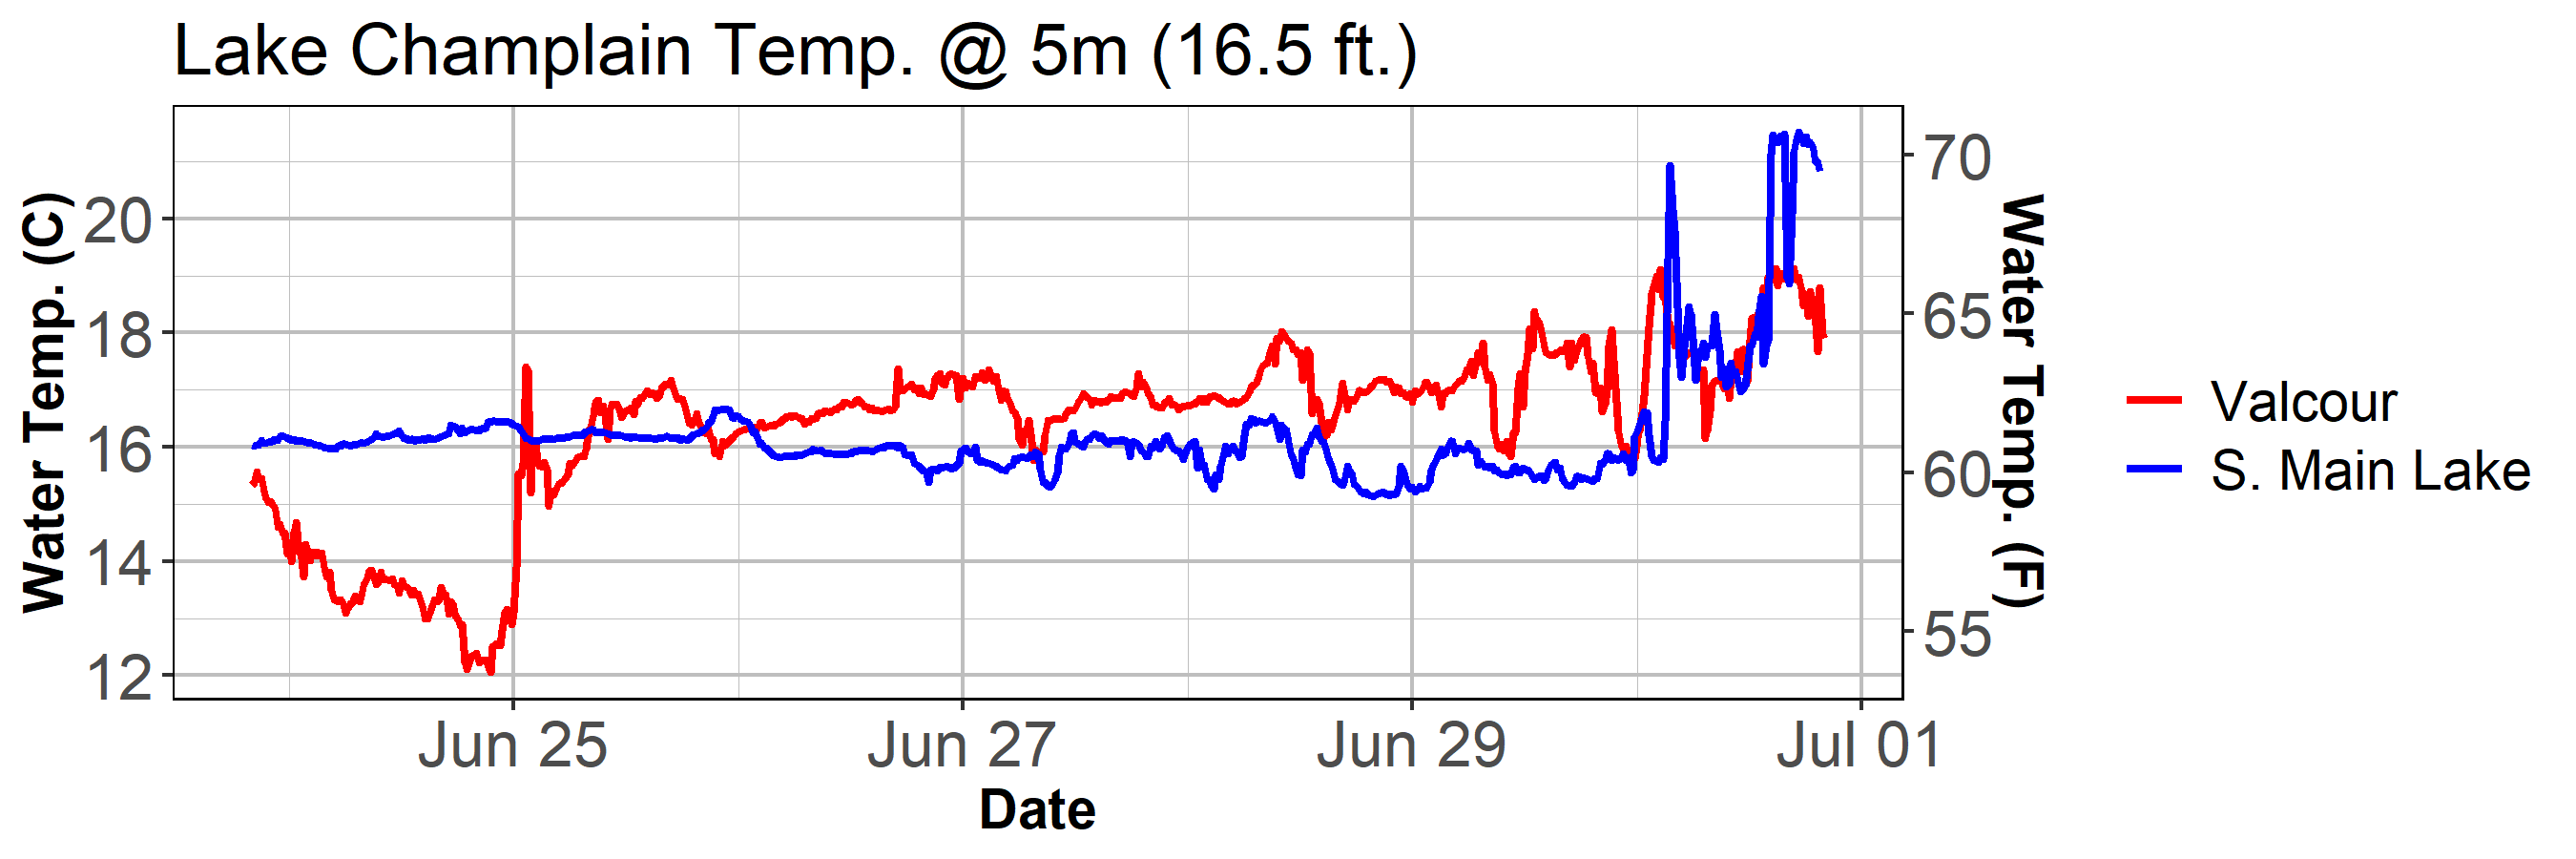 Lake Champlain Temp. @ 5m (16.5 ft.)
Water Temp. (C)
20
18
16
14
12
70
65
60
55
Water Temp. (F)
Jun 25
Jun 27
Jun 29
Jul 01
Date
Valcour
S. Main Lake